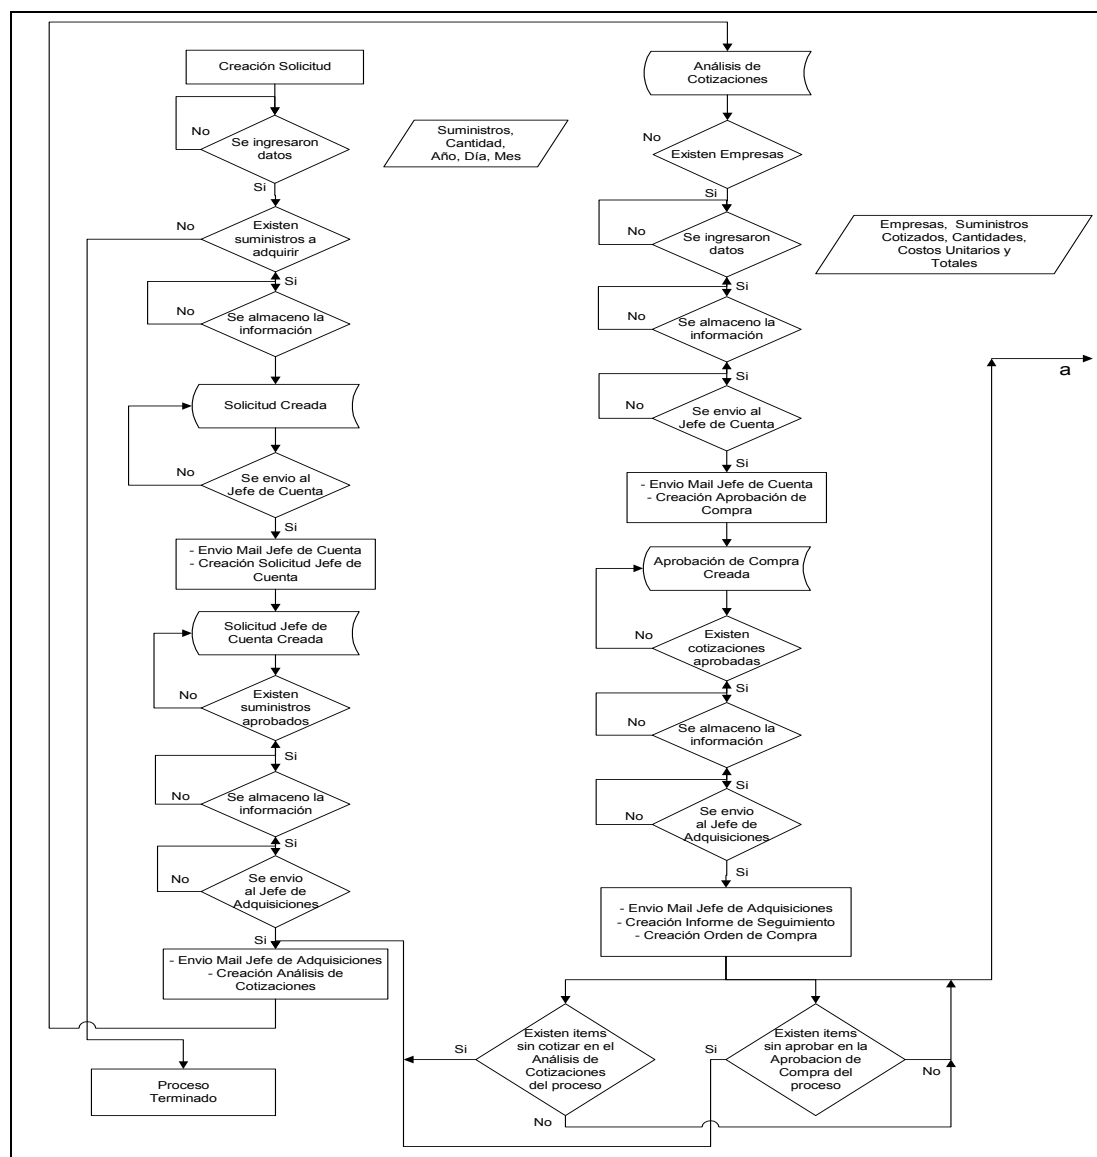 Creación Solicitud
No
Se ingresaron
datos
Si
Suministros,
Cantidad,
Año, Día, Mes
No
Existen
suministros a
adquirir
Si
No
Se almaceno la
información
Solicitud Creada
No
Se envio al
Jefe de Cuenta
Si
- Envio Mail Jefe de Cuenta
- Creación Solicitud Jefe de
Cuenta
Solicitud Jefe de
Cuenta Creada
No
Existen
suministros
aprobados
Si
No
Se almaceno la
información
Si
No
Se envio
al Jefe de
Adquisiciones
Si
- Envio Mail Jefe de Adquisiciones
- Creación Análisis de
Cotizaciones
Proceso
Terminado
Análisis de
Cotizaciones
No
Existen Empresas
Si
No
Se ingresaron
datos
Empresas, Suministros
Cotizados, Cantidades,
Costos Unitarios y
Totales
Si
No
Se almaceno la
información
Si
No
Se envio al
Jefe de Cuenta
Si
- Envio Mail Jefe de Cuenta
- Creación Aprobación de
Compra
Aprobación de Compra
Creada
No
Existen
cotizaciones
aprobadas
Si
No
Se almaceno la
información
Si
No
Se envio
al Jefe de
Adquisiciones
Si
- Envio Mail Jefe de Adquisiciones
- Creación Informe de Seguimiento
- Creación Orden de Compra
a
Si
Existen items
sin cotizar en el
Análisis de
Cotizaciones
del proceso
No
Si
Existen items
sin aprobar en la
Aprobacion de
Compra del
proceso
No